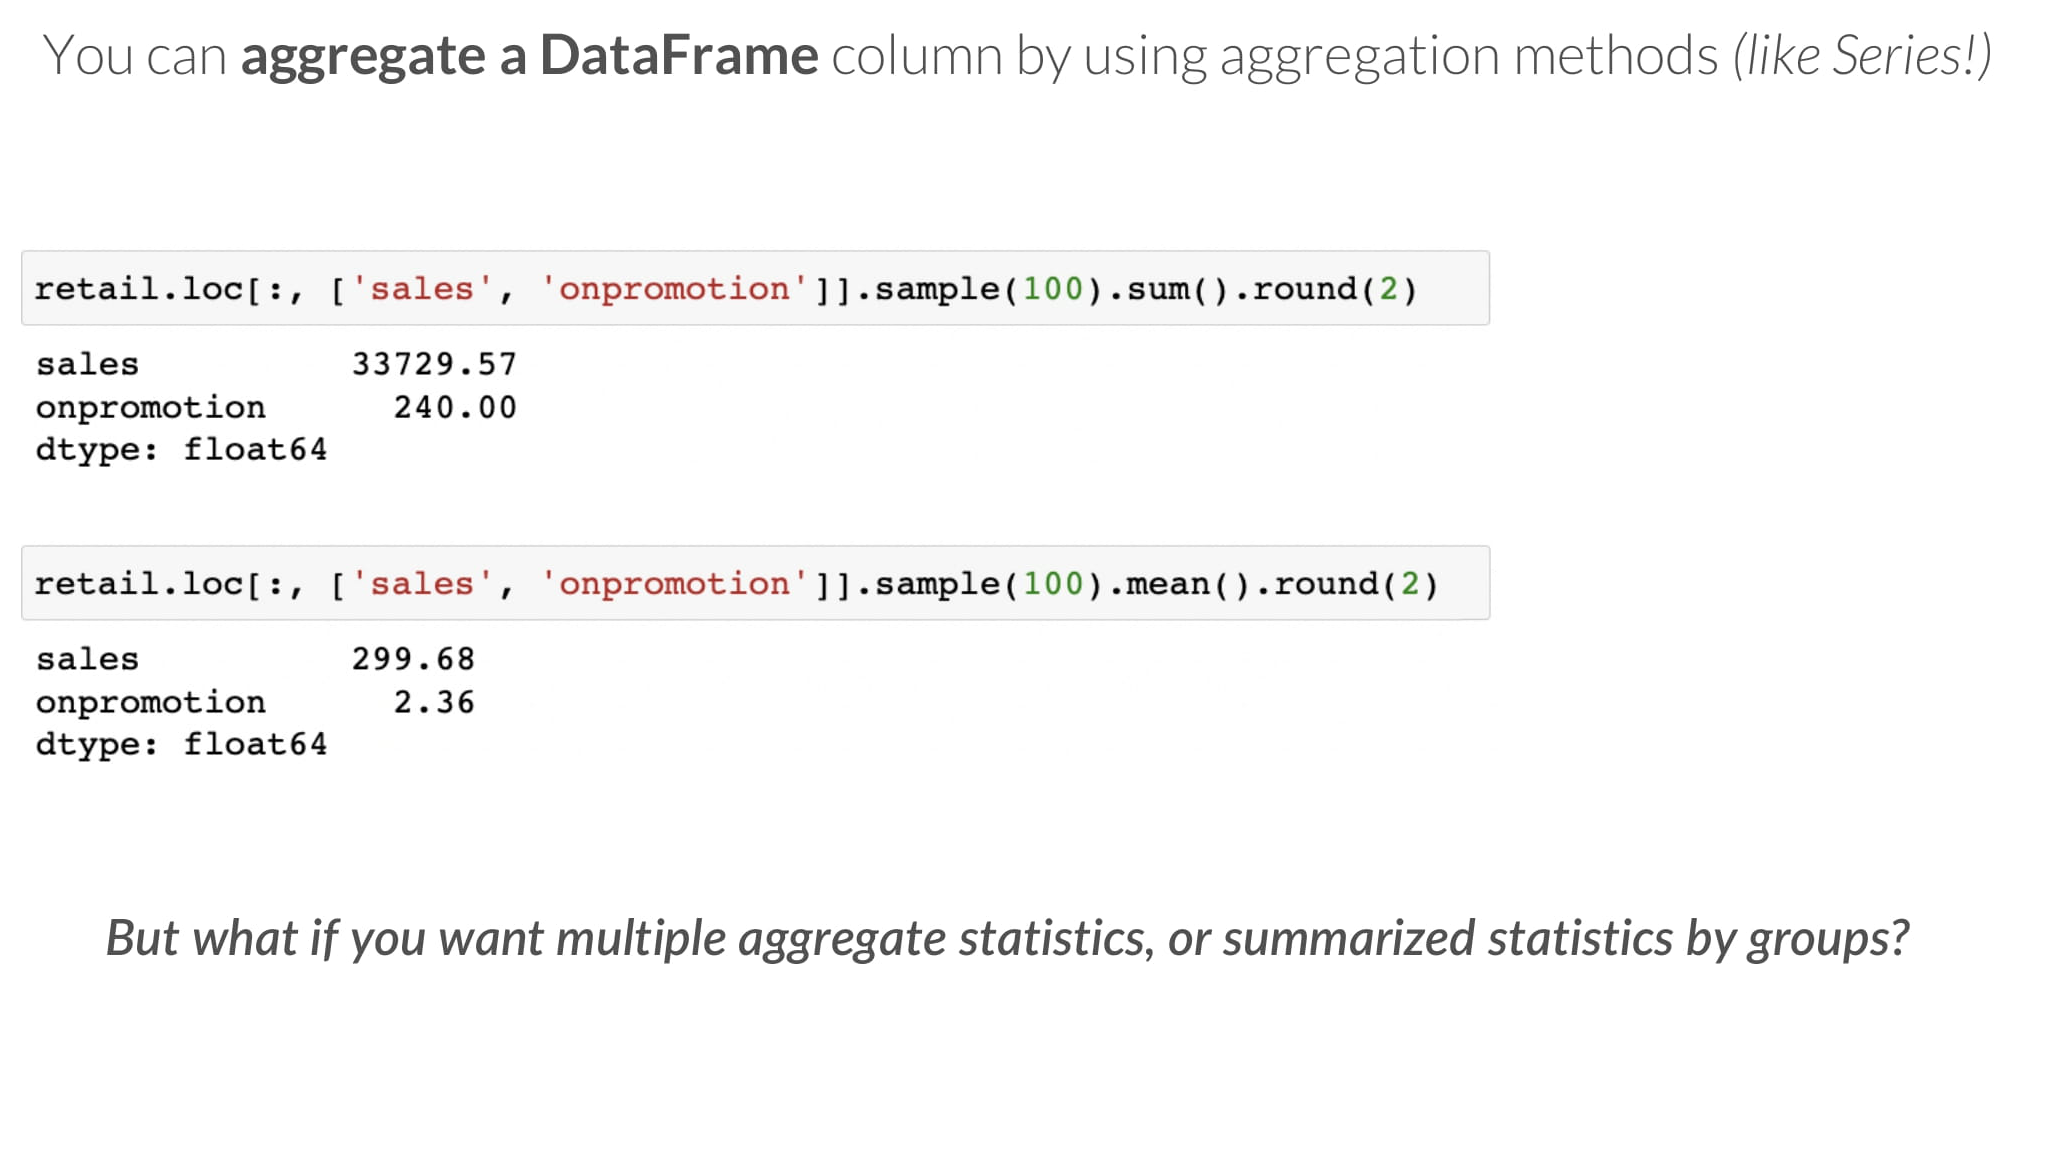 You can aggregate a DataFrame column by using aggregation methods (like Series!)
retail.loc[:, ['sales', 'onpromotion']].sample(100).sum().round(2)
sales 33729.57
onpromotion 240.00
dtype: float64
retail.loc[:, ['sales', 'onpromotion']].sample(100).mean().round(2)
sales 299.68
onpromotion 2.36
dtype: float64
But what if you want multiple aggregate statistics, or summarized statistics by groups?